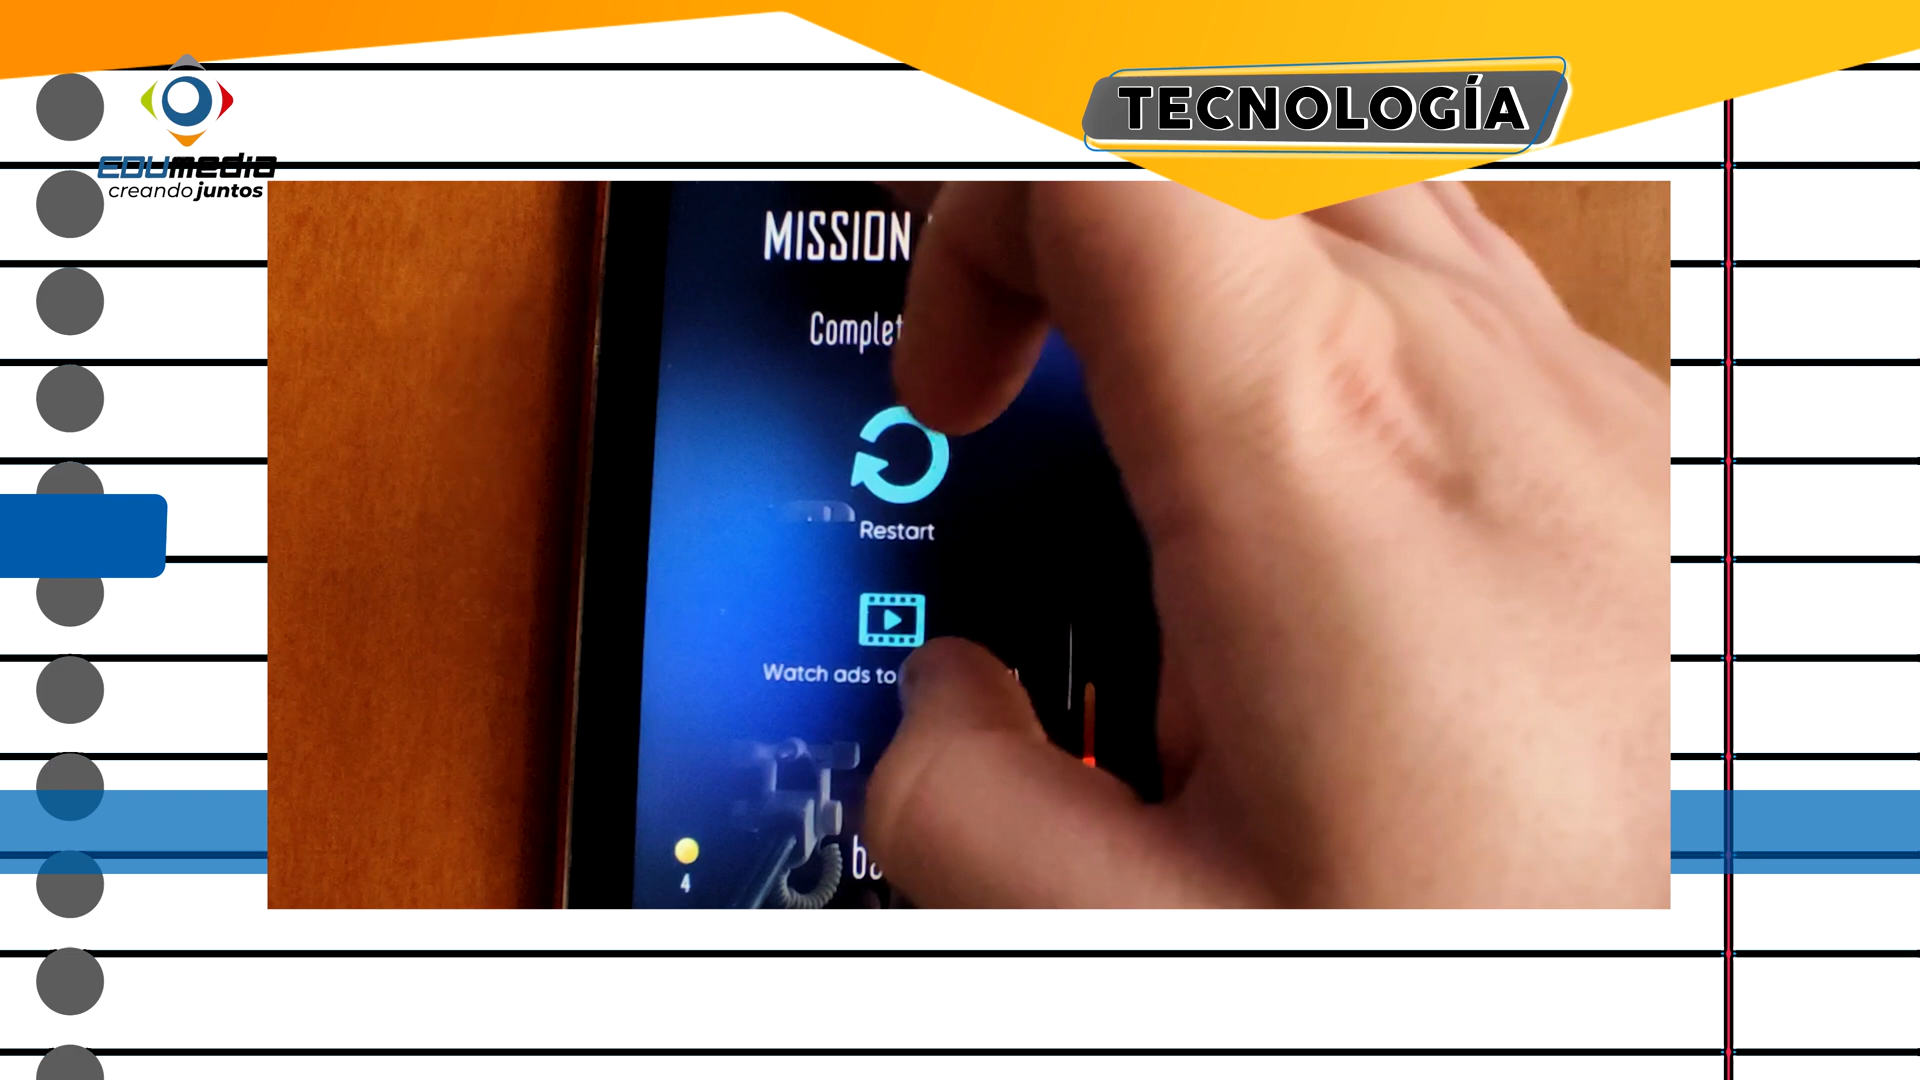 TECNOLOGÍA
EDUmedia
creando juntos
MISSION
Complet
Restart
Watch ads to
4